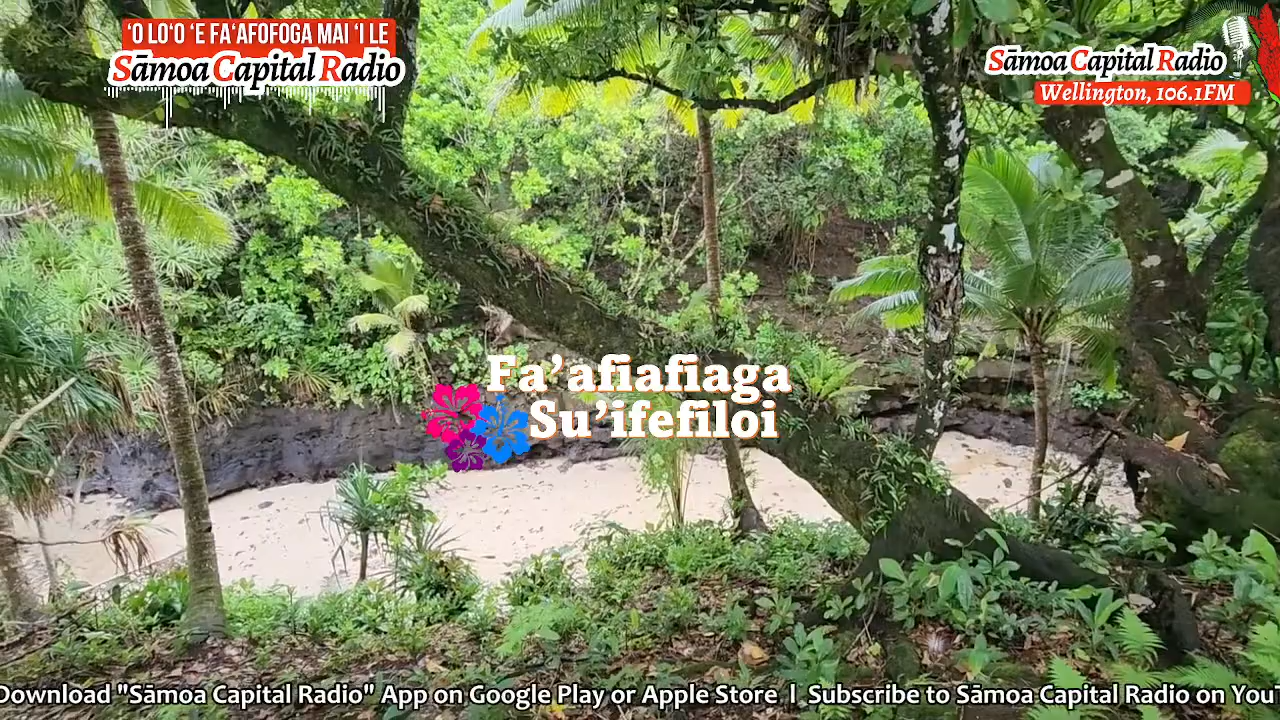 ‘O LO‘O ‘E FA‘AFOFOGA MAI ‘I LE
Sāmoa Capital Radio
Sāmoa Capital Radio
Wellington, 106.1FM
Fa’afiafiaga
Su’ifefiloi
Download "Sāmoa Capital Radio" App on Google Play or Apple Store | Subscribe to Sāmoa Capital Radio on YouT